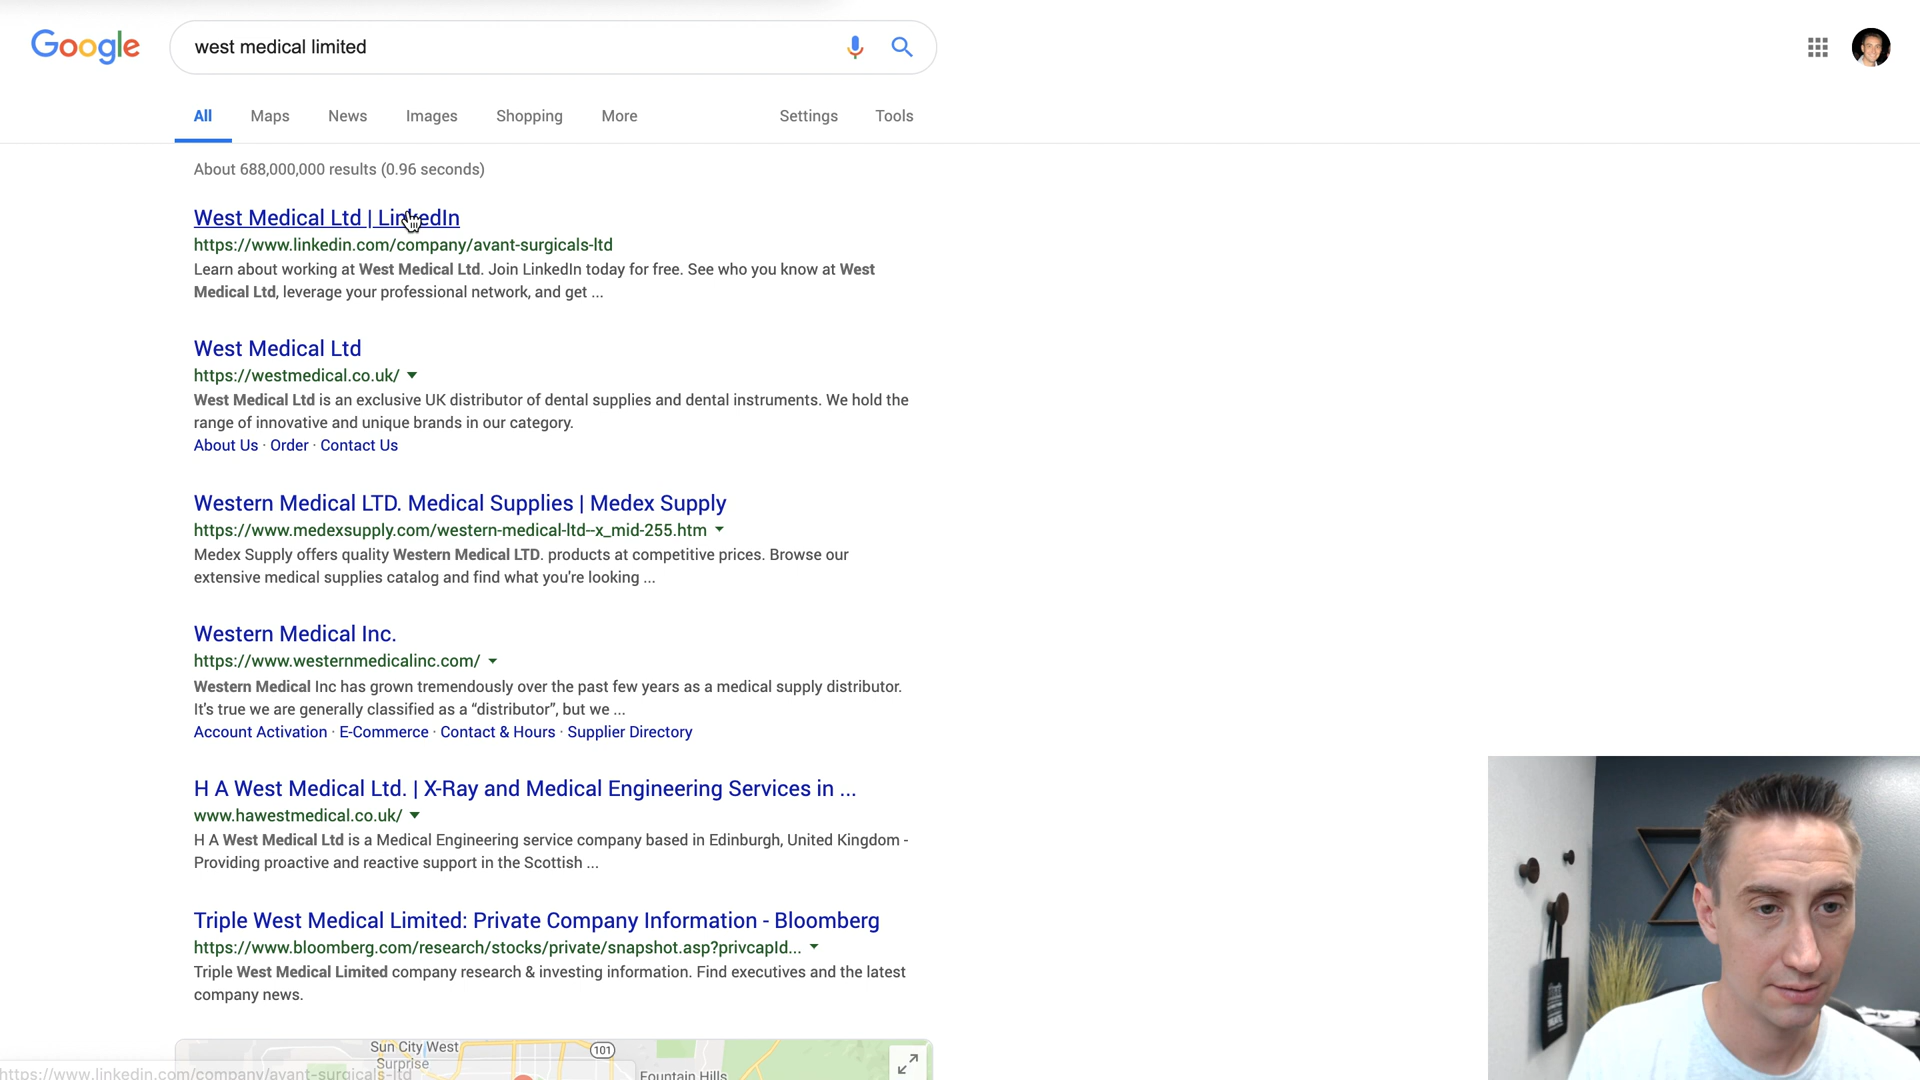 Google
west medical limited
All Maps News Images Shopping More Settings Tools
About 688,000,000 results (0.96 seconds)
West Medical Ltd | LinkedIn
https://www.linkedin.com/company/avant-surgicals-ltd
Learn about working at West Medical Ltd. Join LinkedIn today for free. See who you know at West
Medical Ltd, leverage your professional network, and get ...
West Medical Ltd
https://westmedical.co.uk/
West Medical Ltd is an exclusive UK distributor of dental supplies and dental instruments. We hold the
range of innovative and unique brands in our category.
About Us · Order · Contact Us
Western Medical LTD. Medical Supplies | Medex Supply
https://www.medexsupply.com/western-medical-ltd--x_mid-255.htm
Medex Supply offers quality Western Medical LTD. products at competitive prices. Browse our
extensive medical supplies catalog and find what you're looking ...
Western Medical Inc.
https://www.westernmedicalinc.com/
Western Medical Inc has grown tremendously over the past few years as a medical supply distributor.
It's true we are generally classified as a “distributor”, but we ...
Account Activation · E-Commerce · Contact & Hours · Supplier Directory
H A West Medical Ltd. | X-Ray and Medical Engineering Services in ...
www.hawestmedical.co.uk/
H A West Medical Ltd is a Medical Engineering service company based in Edinburgh, United Kingdom -
Providing proactive and reactive support in the Scottish ...
Triple West Medical Limited: Private Company Information - Bloomberg
https://www.bloomberg.com/research/stocks/private/snapshot.asp?privcapId...
Triple West Medical Limited company research & investing information. Find executives and the latest
company news.
Sun City West
101
Surprise
Fountain Hills
https://www.linkedin.com/company/avant-surgicals-ltd